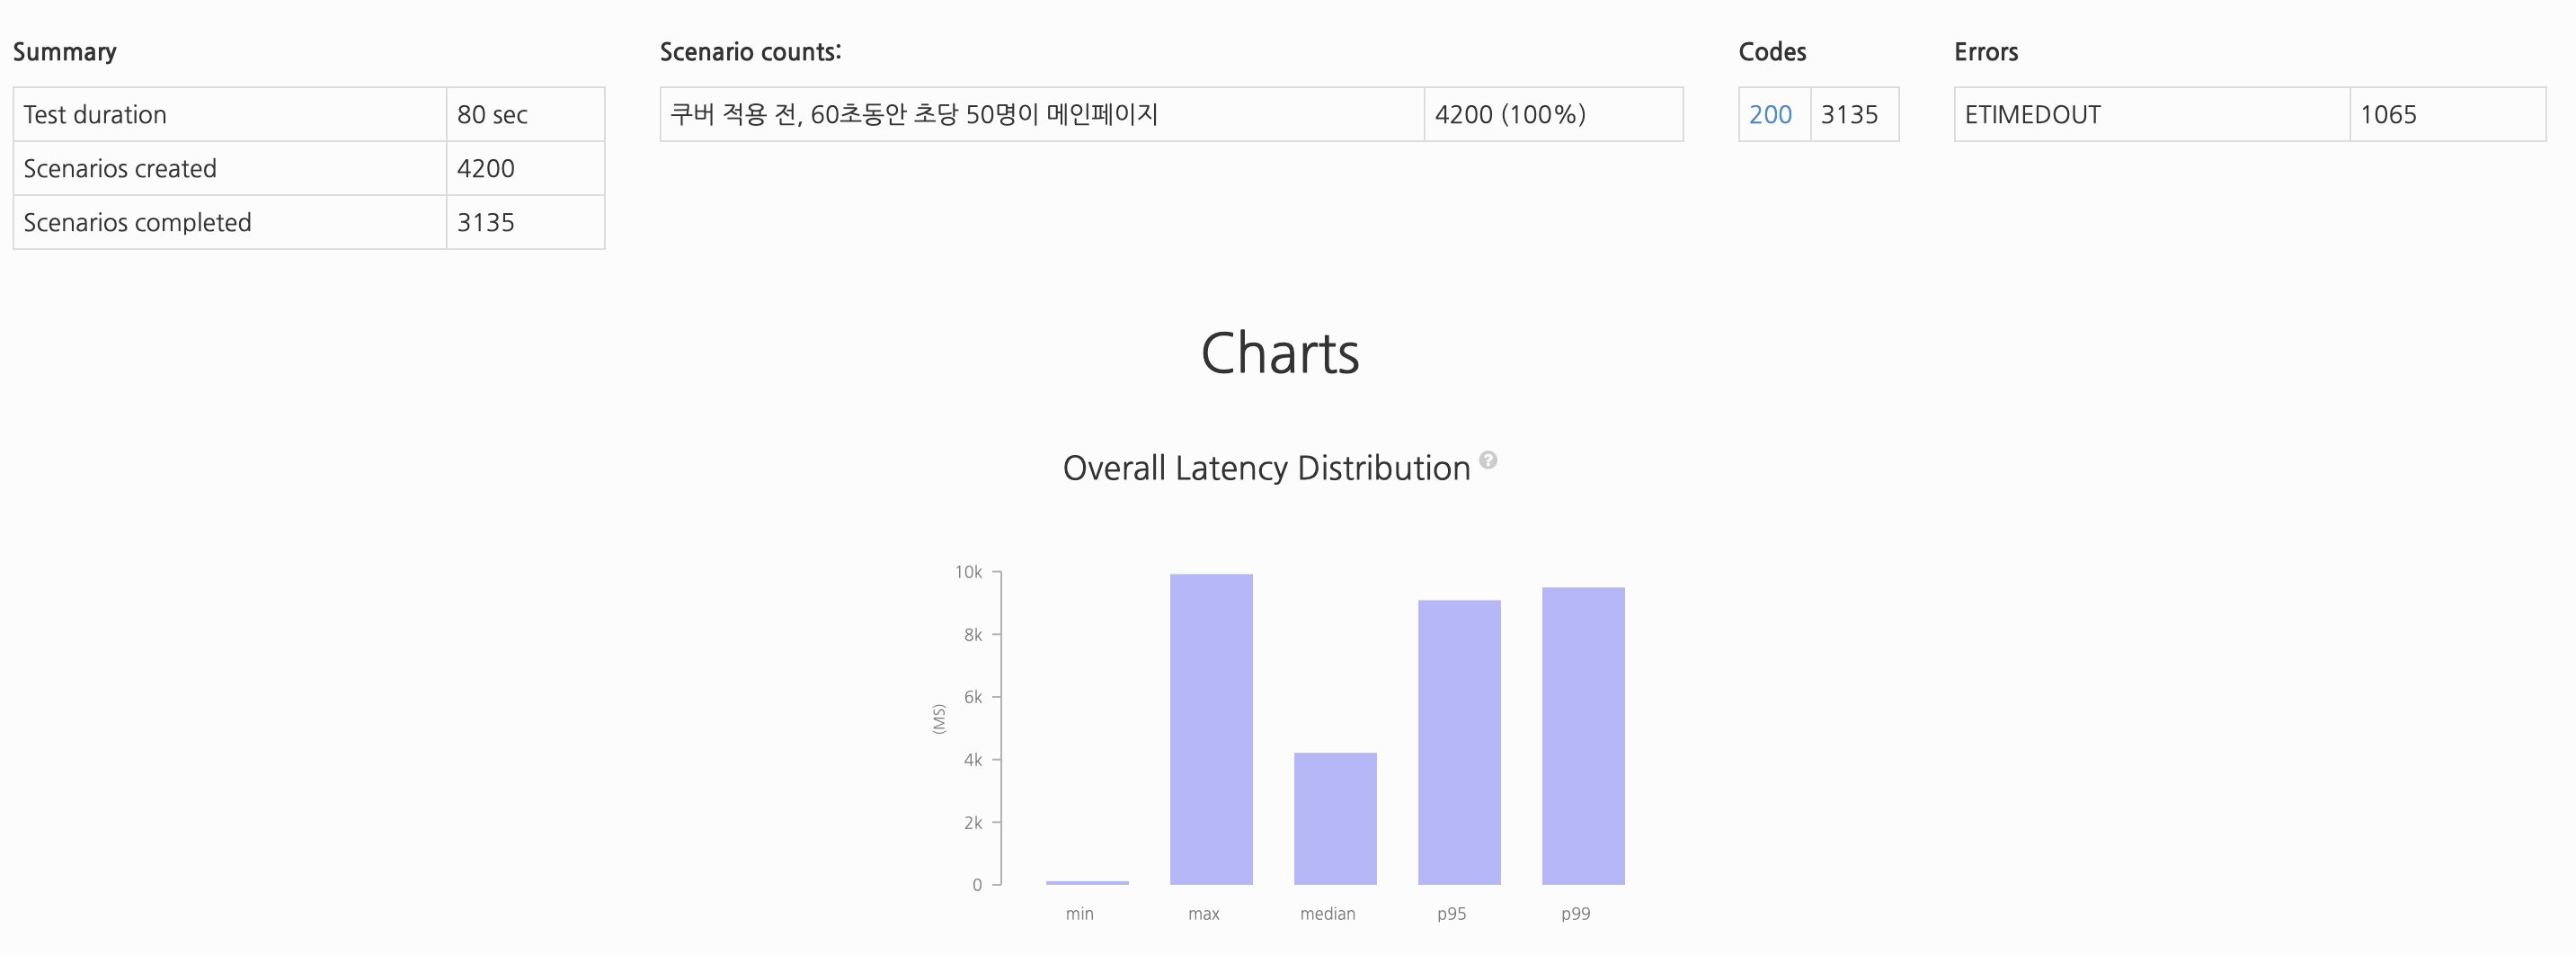 Summary
Test duration 80 sec
Scenarios created 4200
Scenarios completed 3135
Scenario counts:
쿠버 적용 전, 60초동안 초당 50명이 메인페이지 4200 (100%)
Codes
200 3135
Errors
ETIMEDOUT 1065
Charts
Overall Latency Distribution ?
(MS)
10k
8k
6k
4k
2k
0
min max median p95 p99